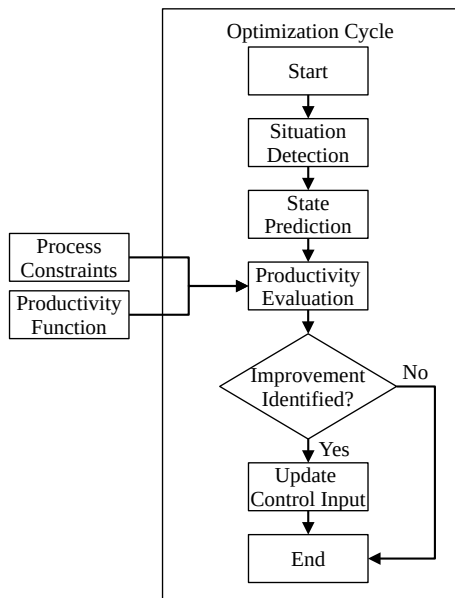 Optimization Cycle
Start
Situation
Detection
State
Prediction
Process
Constraints
Productivity
Function
Productivity
Evaluation
Improvement
Identified?
No
Yes
Update
Control Input
End